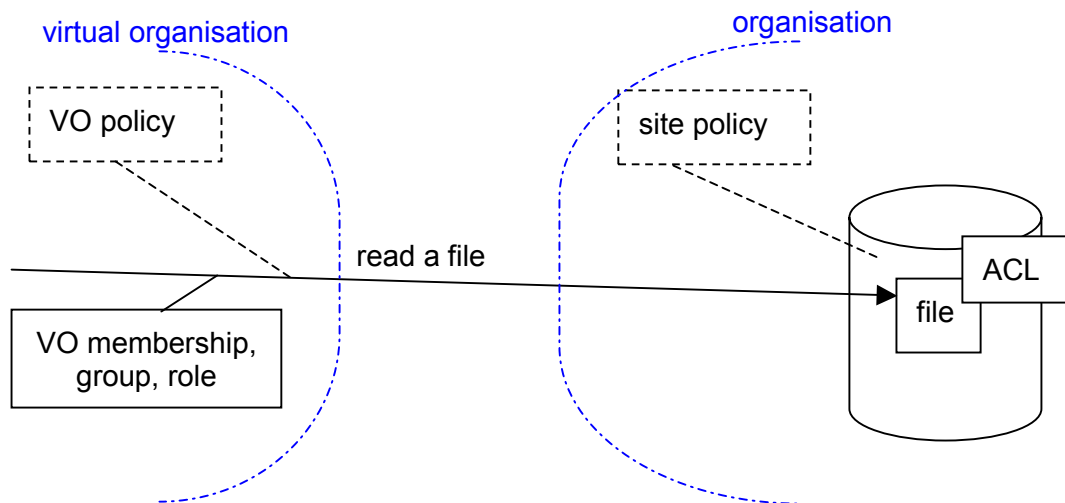 virtual organisation
organisation
VO policy
site policy
read a file
ACL
file
VO membership,
group, role